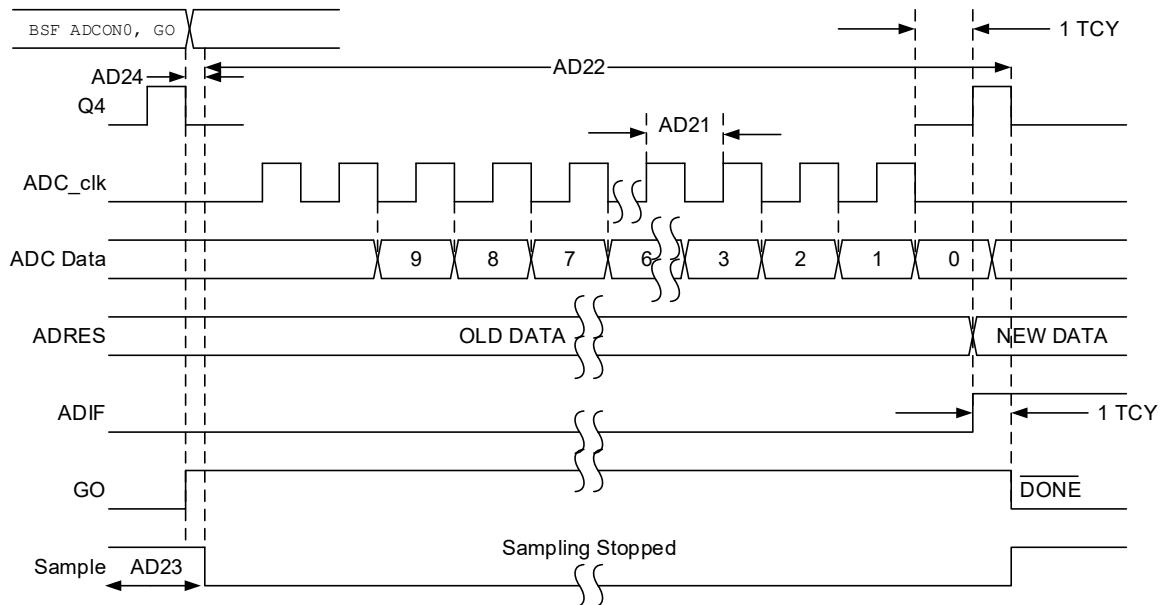 BSF ADCON0, GO
1 TCY
AD24
AD22
Q4
AD21
ADC_clk
ADC Data 9 8 7 6 3 2 1 0
ADRES OLD DATA NEW DATA
ADIF 1 TCY
GO DONE
Sample AD23 Sampling Stopped